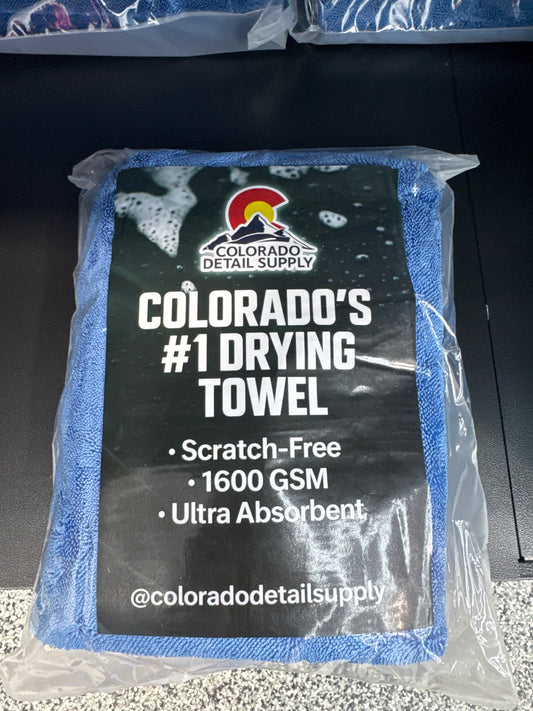 COLORADO
DETAIL SUPPLY
COLORADO'S
#1 DRYING
TOWEL
• Scratch-Free
• 1600 GSM
• Ultra Absorbent
@coloradodetailsupply